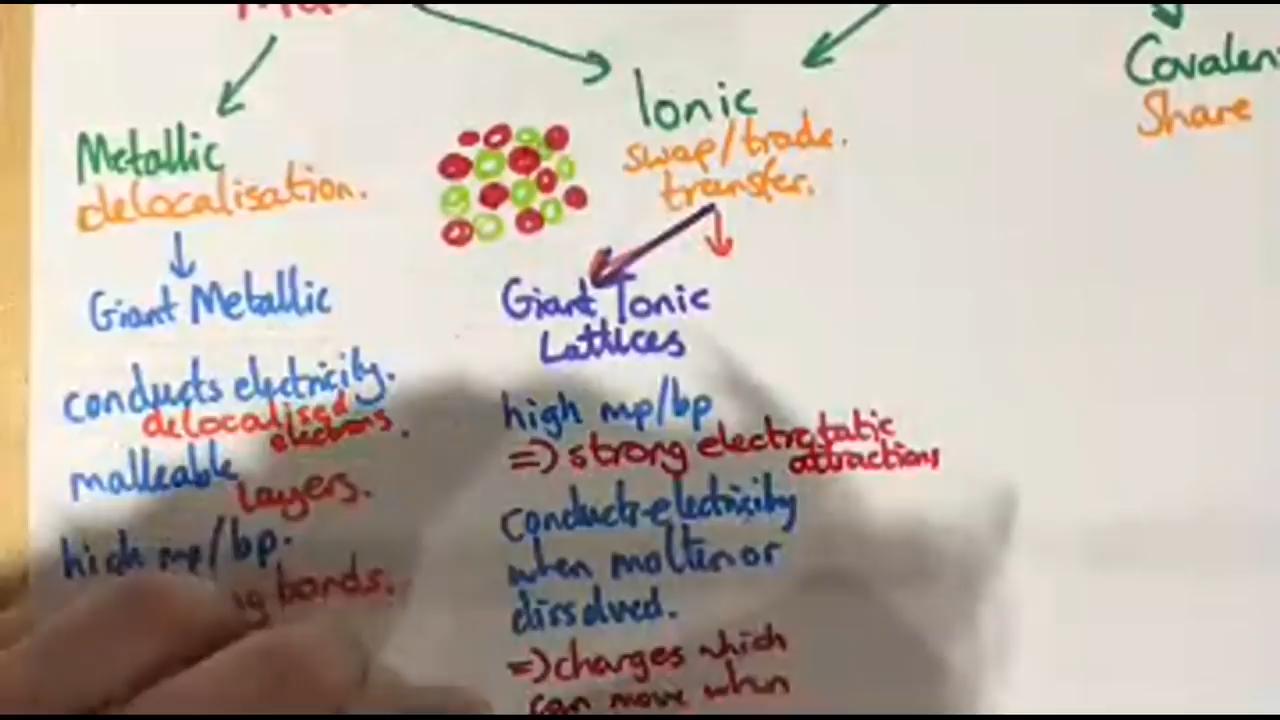 Metallic
delocalisation.
Giant Metallic
conducts electricity.
delocalised
electrons.
malleable
layers.
high mp/bp.
bonds.
Ionic
swap/trade.
transfer.
Giant Ionic
Lattices
high mp/bp
=) strong electrostatic
attractions
conducts electricity
when molten or
dissolved.
=) charges which
can move when
Covalen
Share